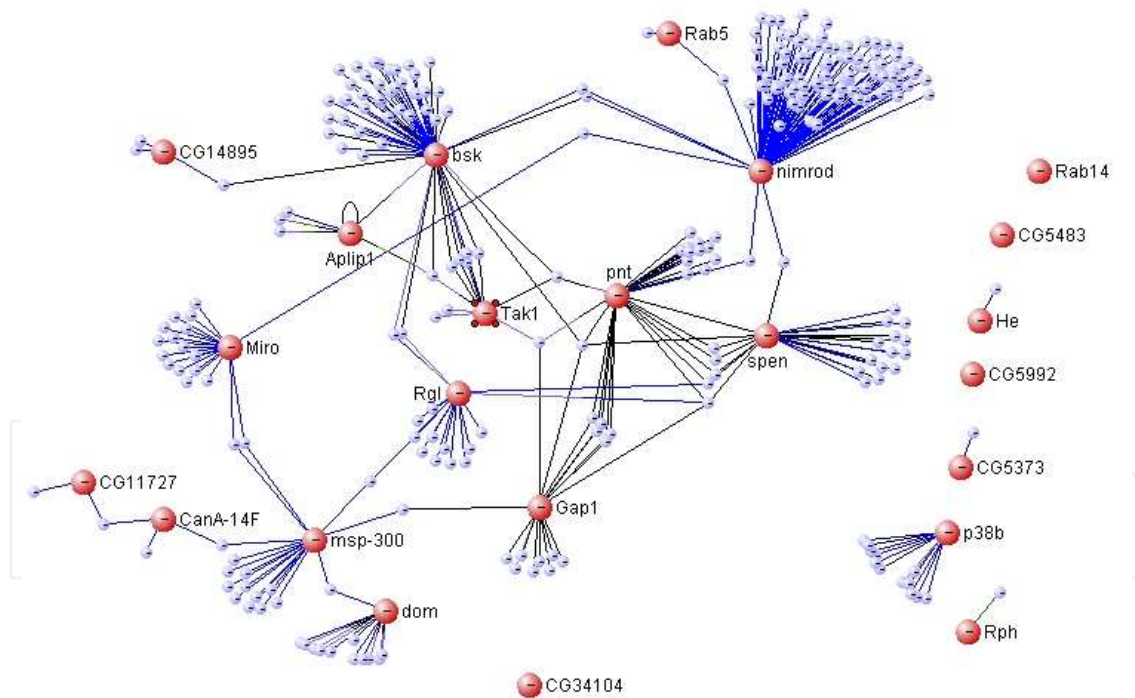 Rab5
bsk
CG14895
nimrod
Rab14
CG5483
Aplip1
pnt
Tak1
He
Miro
spen
CG5992
Rgl
CG5373
CG11727
CanA-14F
Gap1
msp-300
p38b
dom
Rph
CG34104